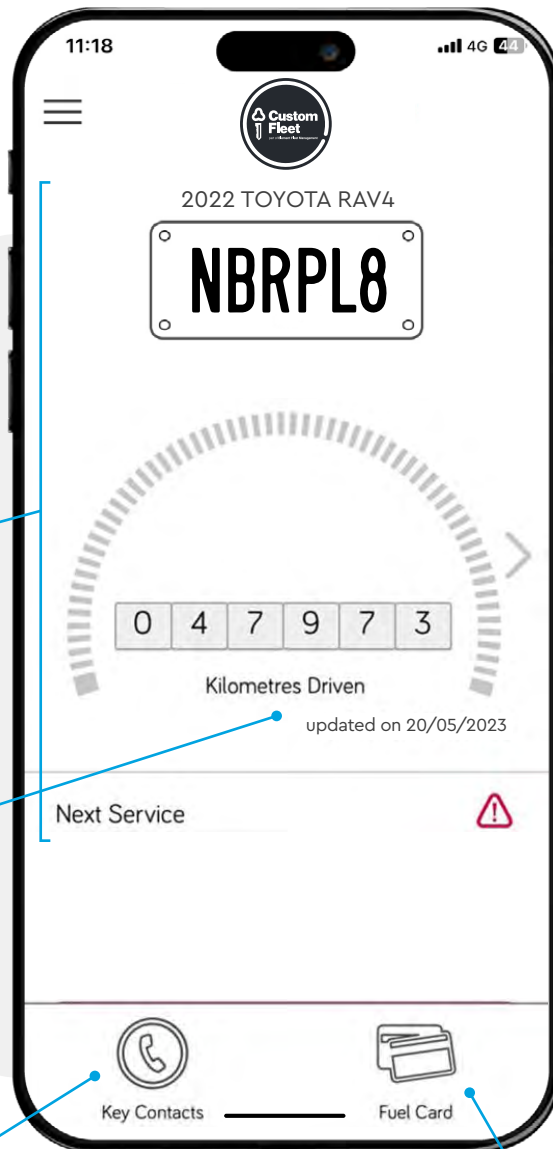 11:18
4G 44
Custom
Fleet
2022 TOYOTA RAV4
NBRPL8
0 4 7 9 7 3
Kilometres Driven
updated on 20/05/2023
Next Service
Key Contacts
Fuel Card